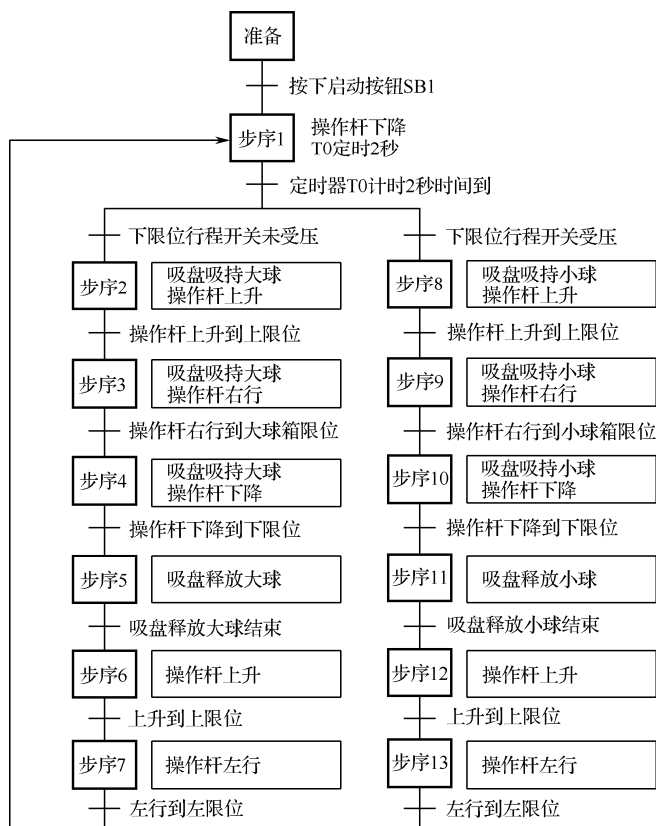 准备
按下启动按钮SB1
步序1
操作杆下降
T0定时2秒
定时器T0计时2秒时间到
下限位行程开关未受压
步序2
吸盘吸持大球
操作杆上升
操作杆上升到上限位
步序3
吸盘吸持大球
操作杆右行
操作杆右行到大球箱限位
步序4
吸盘吸持大球
操作杆下降
操作杆下降到下限位
步序5
吸盘释放大球
吸盘释放大球结束
步序6
操作杆上升
上升到上限位
步序7
操作杆左行
左行到左限位
下限位行程开关受压
步序8
吸盘吸持小球
操作杆上升
操作杆上升到上限位
步序9
吸盘吸持小球
操作杆右行
操作杆右行到小球箱限位
步序10
吸盘吸持小球
操作杆下降
操作杆下降到下限位
步序11
吸盘释放小球
吸盘释放小球结束
步序12
操作杆上升
上升到上限位
步序13
操作杆左行
左行到左限位